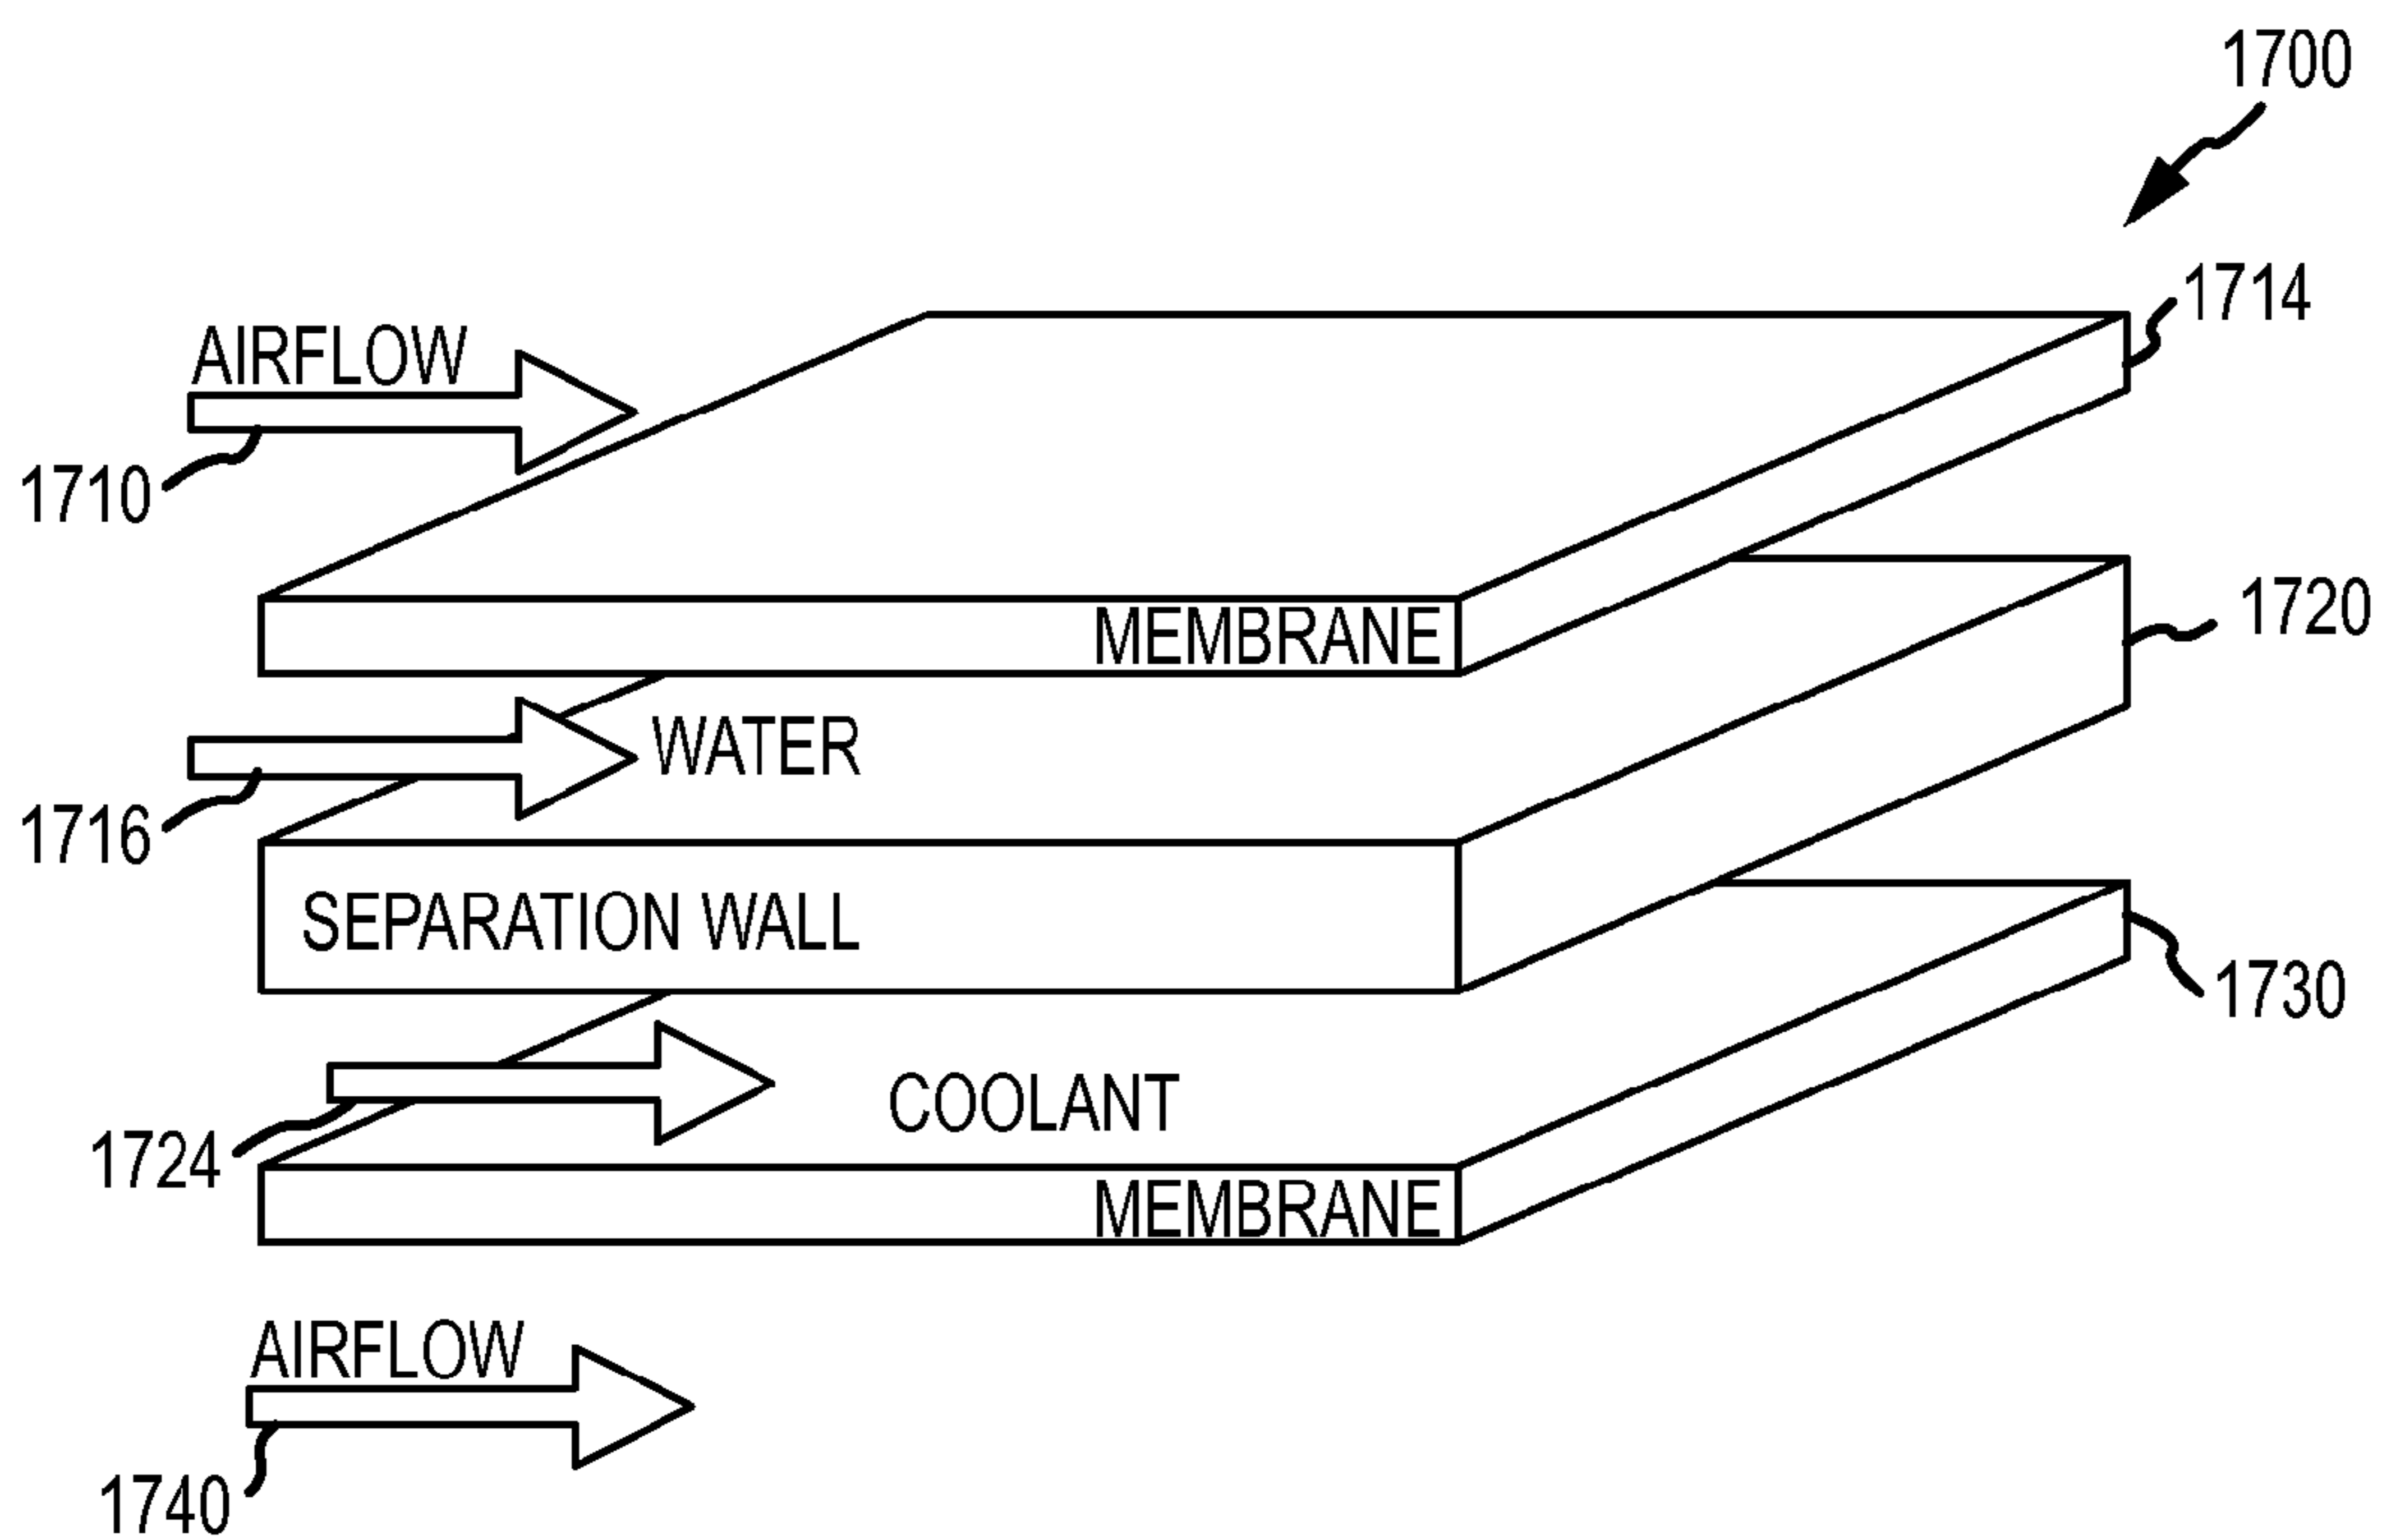 1700
1714
AIRFLOW
1710
1720
MEMBRANE
WATER
1716
SEPARATION WALL
1730
COOLANT
1724
MEMBRANE
AIRFLOW
1740